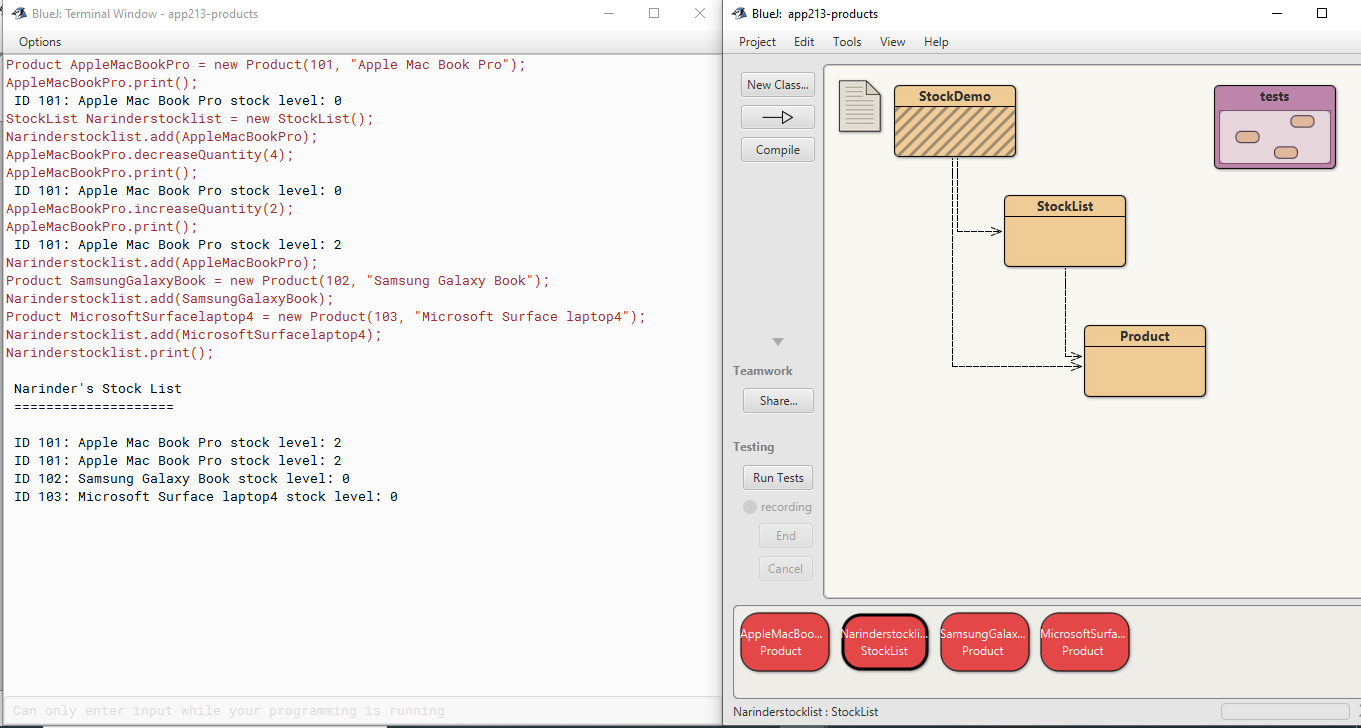 BlueJ: Terminal Window - app213-products
Options
Product AppleMacBookPro = new Product(101, "Apple Mac Book Pro");
AppleMacBookPro.print();
ID 101: Apple Mac Book Pro stock level: 0
StockList Narinderstocklist = new StockList();
Narinderstocklist.add(AppleMacBookPro);
AppleMacBookPro.decreaseQuantity(4);
AppleMacBookPro.print();
ID 101: Apple Mac Book Pro stock level: 0
AppleMacBookPro.increaseQuantity(2);
AppleMacBookPro.print();
ID 101: Apple Mac Book Pro stock level: 2
Narinderstocklist.add(AppleMacBookPro);
Product SamsungGalaxyBook = new Product(102, "Samsung Galaxy Book");
Narinderstocklist.add(SamsungGalaxyBook);
Product MicrosoftSurfacelaptop4 = new Product(103, "Microsoft Surface laptop4");
Narinderstocklist.add(MicrosoftSurfacelaptop4);
Narinderstocklist.print();
Narinder's Stock List
====================
ID 101: Apple Mac Book Pro stock level: 2
ID 101: Apple Mac Book Pro stock level: 2
ID 102: Samsung Galaxy Book stock level: 0
ID 103: Microsoft Surface laptop4 stock level: 0
Can only enter input while your programming is running
BlueJ: app213-products
Project Edit Tools View Help
New Class...
Compile
Teamwork
Share...
Testing
Run Tests
recording
End
Cancel
StockDemo
tests
StockList
Product
AppleMacBoo...
Product
Narinderstockli...
StockList
SamsungGalax...
Product
MicrosoftSurfa...
Product
Narinderstocklist : StockList